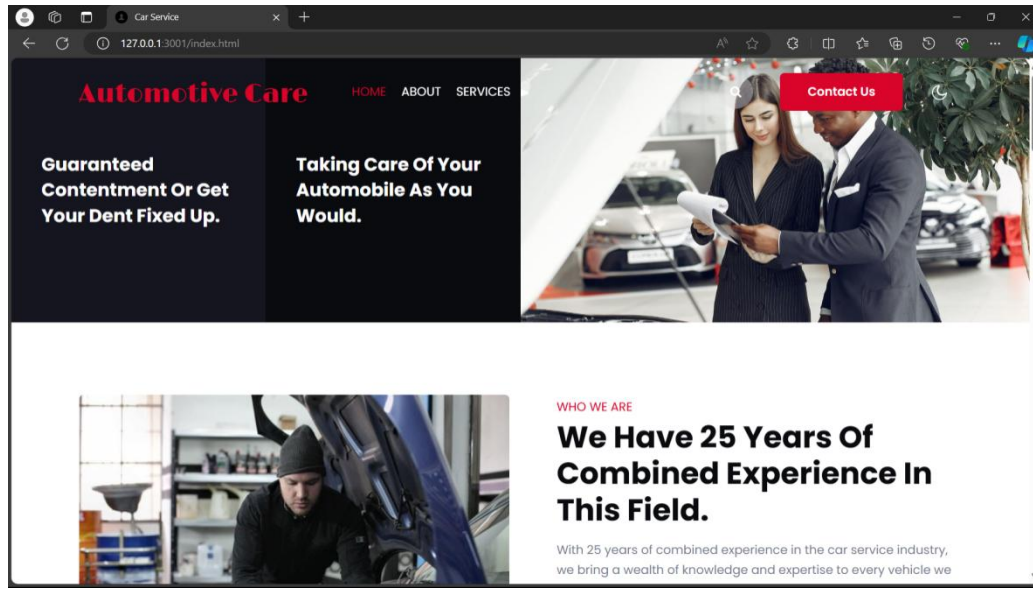 Car Service
127.0.0.1:3001/index.html
Automotive Care
HOME ABOUT SERVICES
Contact Us
Guaranteed
Contentment Or Get
Your Dent Fixed Up.
Taking Care Of Your
Automobile As You
Would.
WHO WE ARE
We Have 25 Years Of
Combined Experience In
This Field.
With 25 years of combined experience in the car service industry,
we bring a wealth of knowledge and expertise to every vehicle we